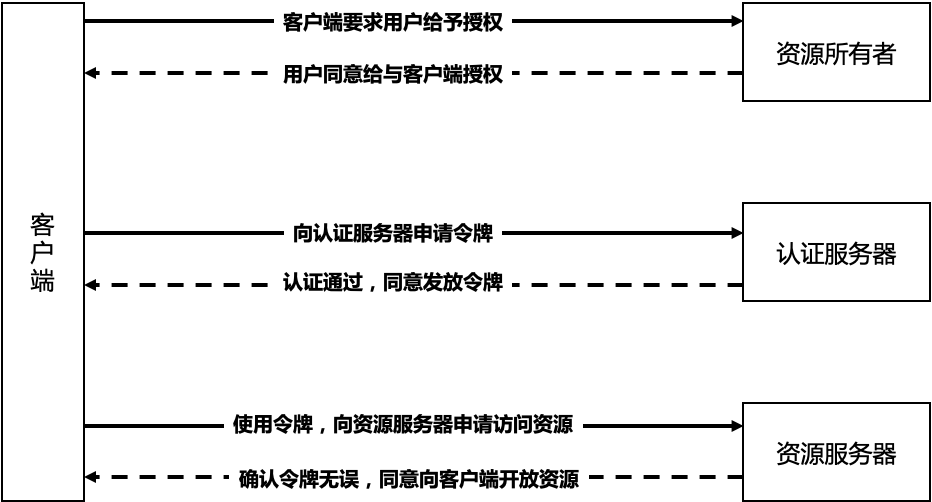 客户端要求用户给予授权
资源所有者
用户同意给与客户端授权
客户端
向认证服务器申请令牌
认证服务器
认证通过，同意发放令牌
使用令牌，向资源服务器申请访问资源
资源服务器
确认令牌无误，同意向客户端开放资源